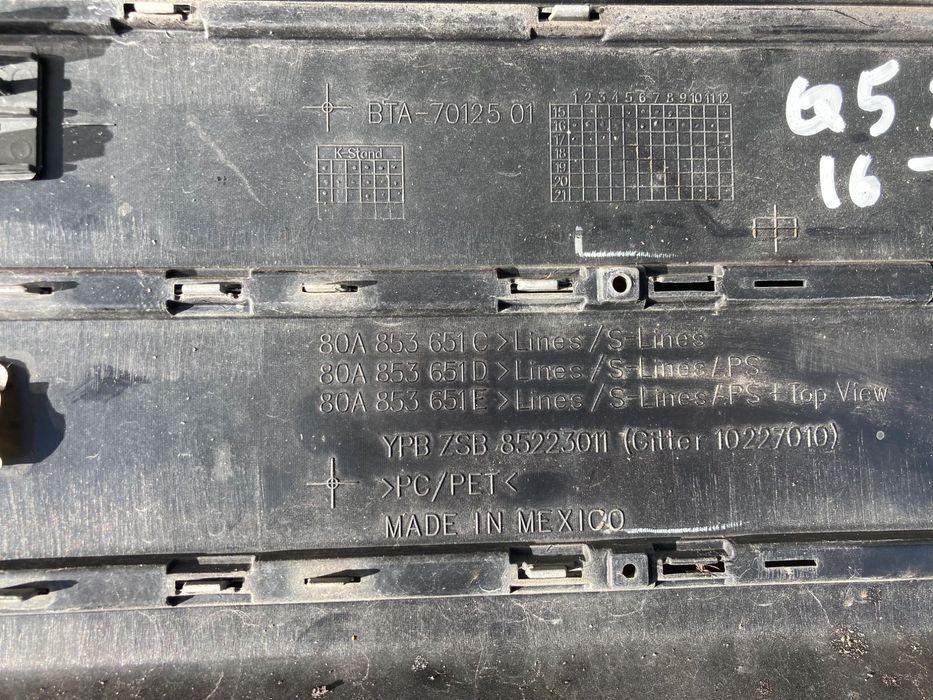 BTA-70125 01
1 2 3 4 5 6 7 8 9 10 11 12
15
16
17
18
19
20
21
K-Stand
Q5
16 -
80A 853 651 C >Lines/S-Lines
80A 853 651 D >Lines/S-Lines/PS
80A 853 651 E >Lines/S-Lines/PS+Top View
YPB ZSB 85223011 (Gitter 10227010)
>PC/PET<
MADE IN MEXICO